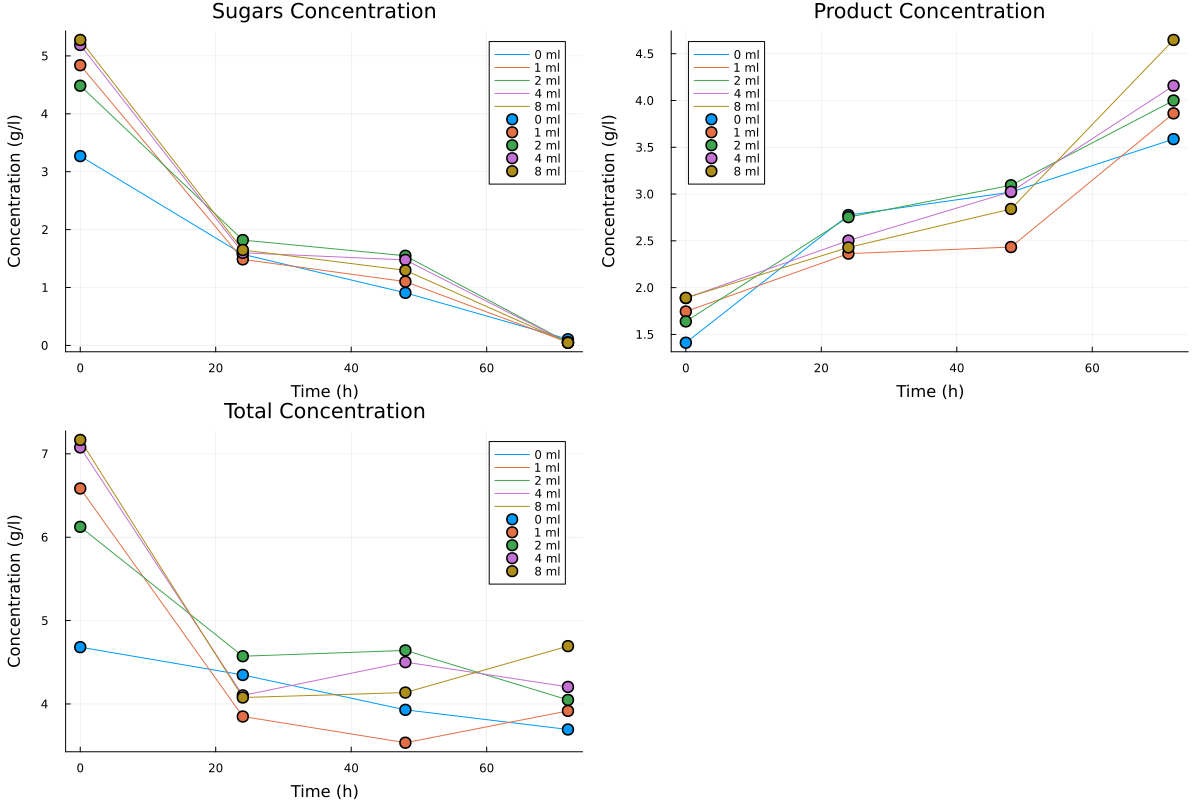 Sugars Concentration
Concentration (g/l)
5
4
3
2
1
0
0 ml
1 ml
2 ml
4 ml
8 ml
0 ml
1 ml
2 ml
4 ml
8 ml
0
20
40
60
Time (h)
Product Concentration
Concentration (g/l)
4.5
4.0
3.5
3.0
2.5
2.0
1.5
0 ml
1 ml
2 ml
4 ml
8 ml
0 ml
1 ml
2 ml
4 ml
8 ml
0
20
40
60
Time (h)
Total Concentration
Concentration (g/l)
7
6
5
4
0 ml
1 ml
2 ml
4 ml
8 ml
0 ml
1 ml
2 ml
4 ml
8 ml
0
20
40
60
Time (h)